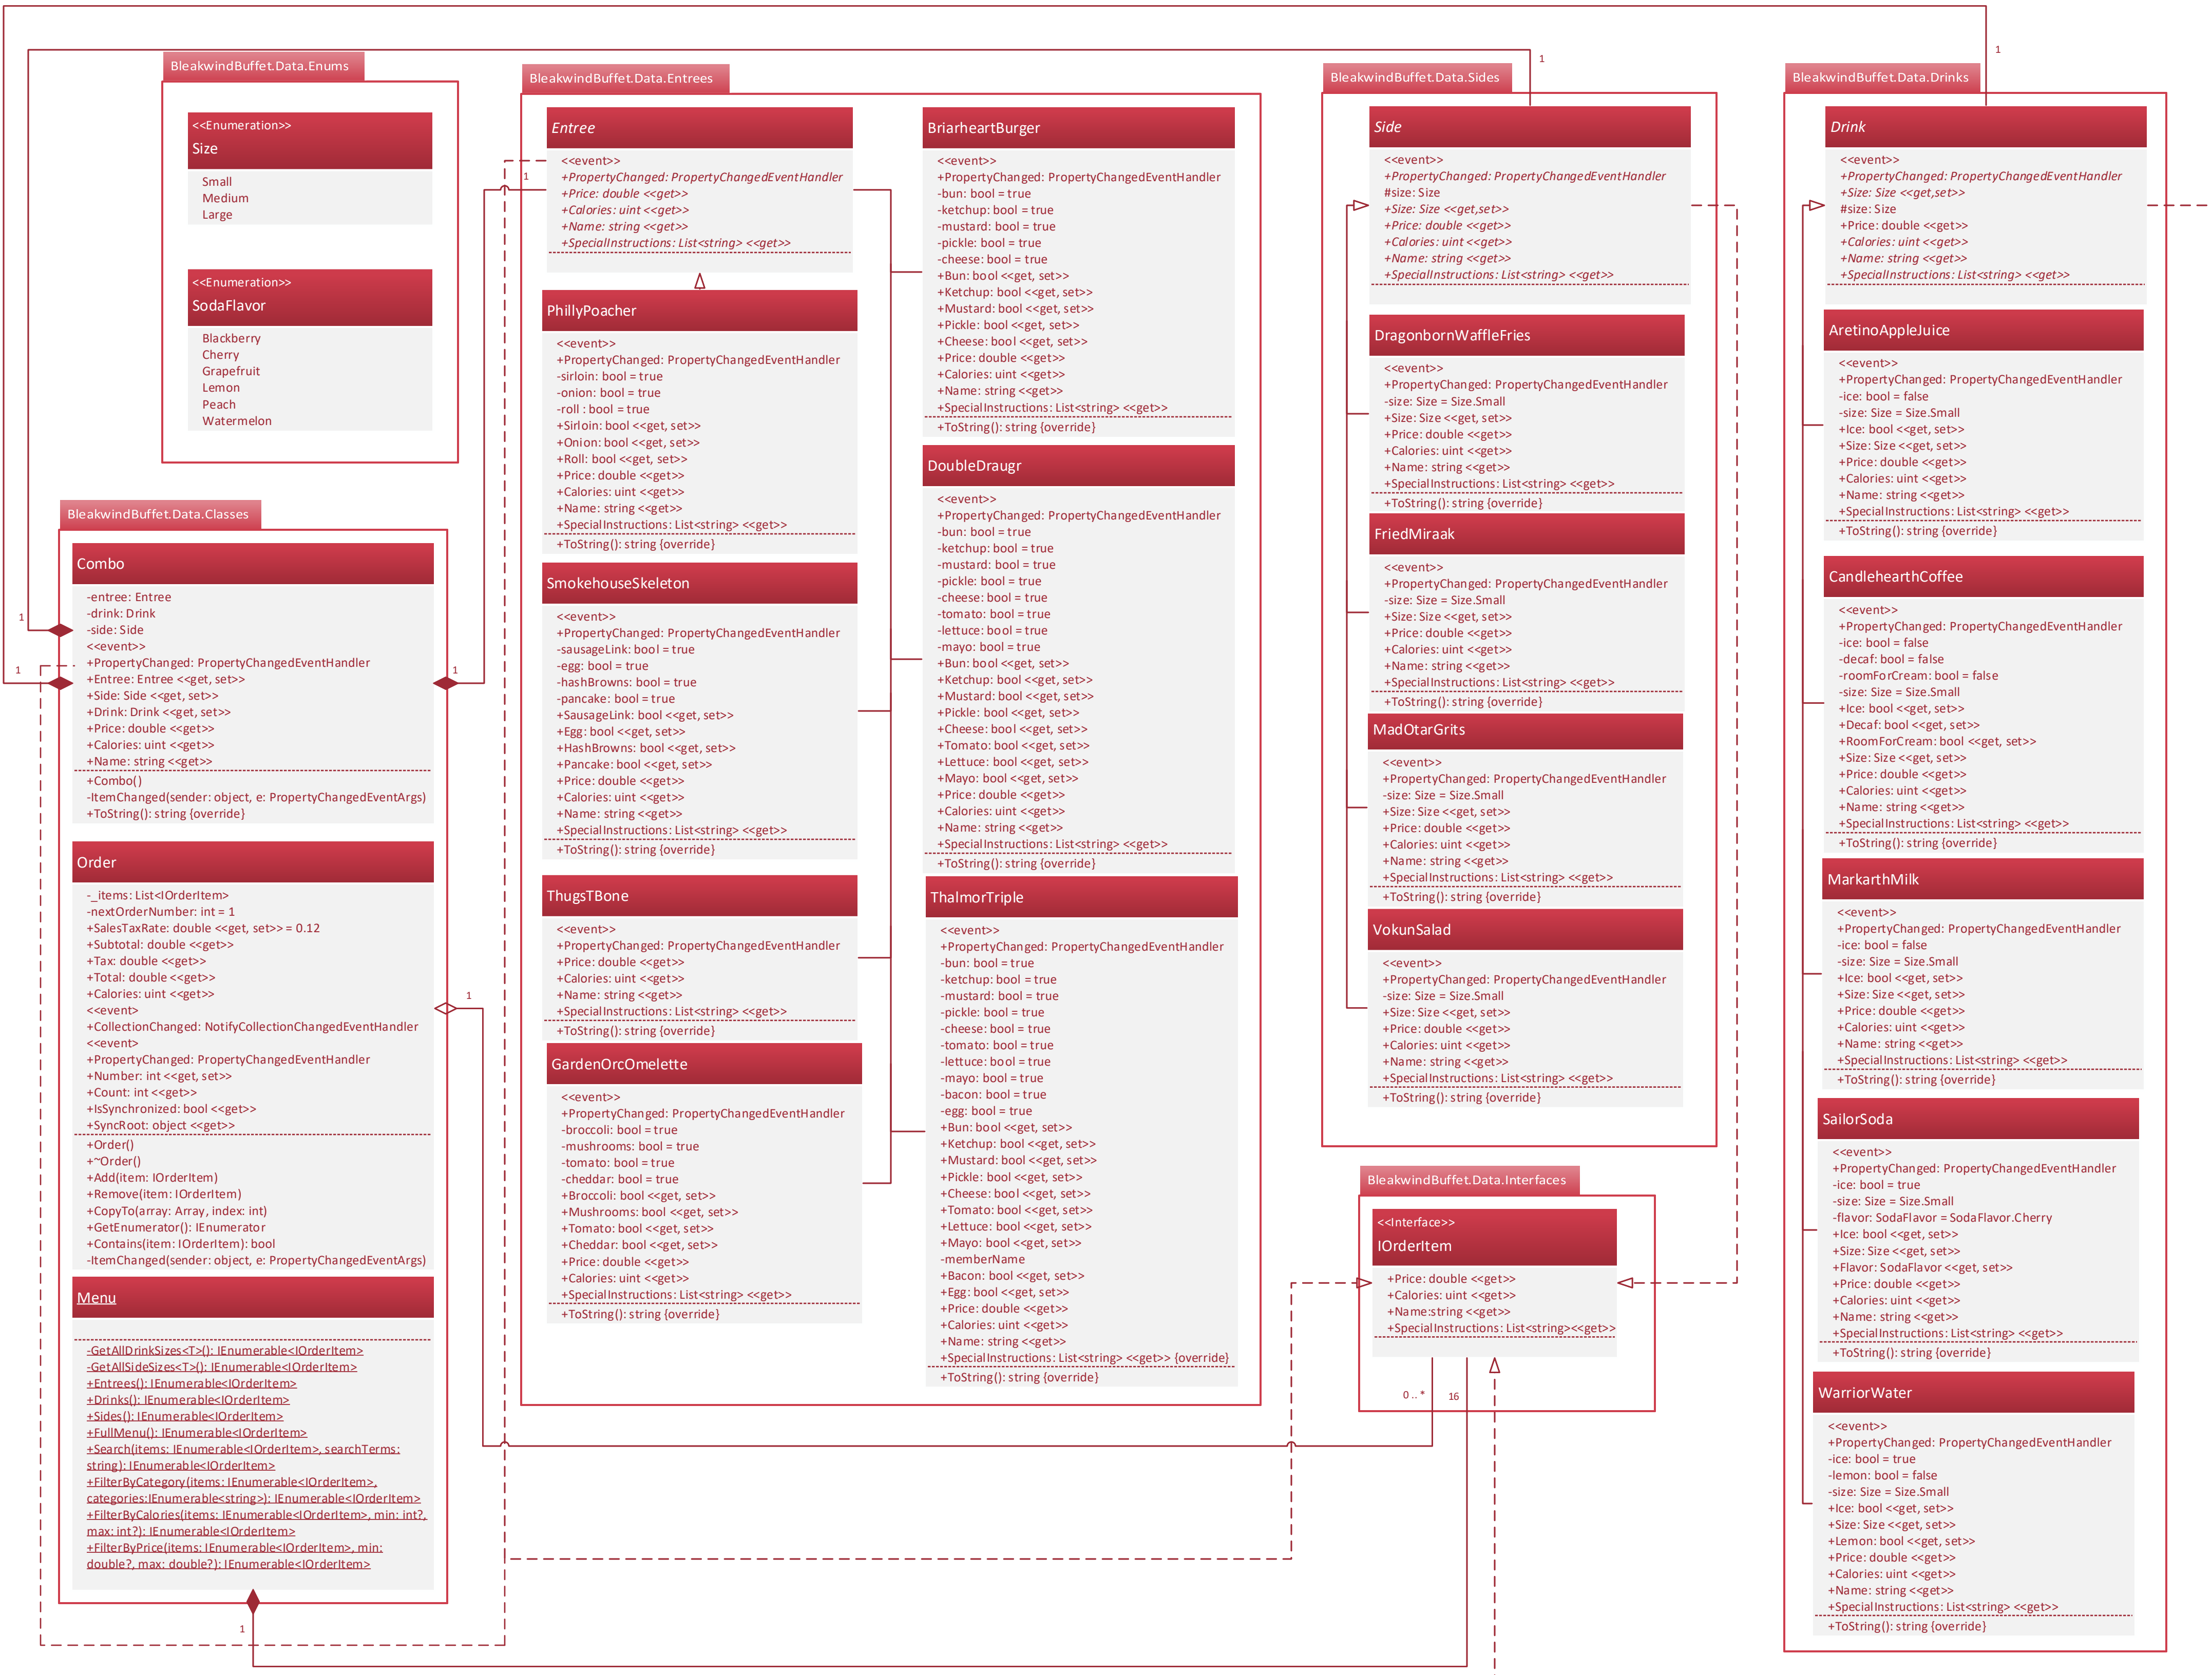 BleakwindBuffet.Data.Enums
<<Enumeration>>
Size
Small
Medium
Large
<<Enumeration>>
SodaFlavor
Blackberry
Cherry
Grapefruit
Lemon
Peach
Watermelon
BleakwindBuffet.Data.Classes
Combo
-entree: Entree
-drink: Drink
-side: Side
<<event>>
+PropertyChanged: PropertyChangedEventHandler
+Entree: Entree <<get, set>>
+Side: Side <<get, set>>
+Drink: Drink <<get, set>>
+Price: double <<get>>
+Calories: uint <<get>>
+Name: string <<get>>
+Combo()
-ItemChanged(sender: object, e: PropertyChangedEventArgs)
+ToString(): string {override}
1
1
1
Order
-_items: List<IOrderItem>
-nextOrderNumber: int = 1
+SalesTaxRate: double <<get, set>> = 0.12
+Subtotal: double <<get>>
+Tax: double <<get>>
+Total: double <<get>>
+Calories: uint <<get>>
<<event>
+CollectionChanged: NotifyCollectionChangedEventHandler
<<event>
+PropertyChanged: PropertyChangedEventHandler
+Number: int <<get, set>>
+Count: int <<get>>
+IsSynchronized: bool <<get>>
+SyncRoot: object <<get>>
+Order()
+~Order()
+Add(item: IOrderItem)
+Remove(item: IOrderItem)
+CopyTo(array: Array, index: int)
+GetEnumerator(): IEnumerator
+Contains(item: IOrderItem): bool
-ItemChanged(sender: object, e: PropertyChangedEventArgs)
1
Menu
-GetAllDrinkSizes<T>(): IEnumerable<IOrderItem>
-GetAllSideSizes<T>(): IEnumerable<IOrderItem>
+Entrees(): IEnumerable<IOrderItem>
+Drinks(): IEnumerable<IOrderItem>
+Sides(): IEnumerable<IOrderItem>
+FullMenu(): IEnumerable<IOrderItem>
+Search(items: IEnumerable<IOrderItem>, searchTerms:
string): IEnumerable<IOrderItem>
+FilterByCategory(items: IEnumerable<IOrderItem>,
categories:IEnumerable<string>): IEnumerable<IOrderItem>
+FilterByCalories(items: IEnumerable<IOrderItem>, min: int?,
max: int?): IEnumerable<IOrderItem>
+FilterByPrice(items: IEnumerable<IOrderItem>, min:
double?, max: double?): IEnumerable<IOrderItem>
1
BleakwindBuffet.Data.Entrees
Entree
<<event>>
+PropertyChanged: PropertyChangedEventHandler
+Price: double <<get>>
+Calories: uint <<get>>
+Name: string <<get>>
+SpecialInstructions: List<string> <<get>>
1
PhillyPoacher
<<event>>
+PropertyChanged: PropertyChangedEventHandler
-sirloin: bool = true
-onion: bool = true
-roll : bool = true
+Sirloin: bool <<get, set>>
+Onion: bool <<get, set>>
+Roll: bool <<get, set>>
+Price: double <<get>>
+Calories: uint <<get>>
+Name: string <<get>>
+SpecialInstructions: List<string> <<get>>
+ToString(): string {override}
SmokehouseSkeleton
<<event>>
+PropertyChanged: PropertyChangedEventHandler
-sausageLink: bool = true
-egg: bool = true
-hashBrowns: bool = true
-pancake: bool = true
+SausageLink: bool <<get, set>>
+Egg: bool <<get, set>>
+HashBrowns: bool <<get, set>>
+Pancake: bool <<get, set>>
+Price: double <<get>>
+Calories: uint <<get>>
+Name: string <<get>>
+SpecialInstructions: List<string> <<get>>
+ToString(): string {override}
ThugsTBone
<<event>>
+PropertyChanged: PropertyChangedEventHandler
+Price: double <<get>>
+Calories: uint <<get>>
+Name: string <<get>>
+SpecialInstructions: List<string> <<get>>
+ToString(): string {override}
GardenOrcOmelette
<<event>>
+PropertyChanged: PropertyChangedEventHandler
-broccoli: bool = true
-mushrooms: bool = true
-tomato: bool = true
-cheddar: bool = true
+Broccoli: bool <<get, set>>
+Mushrooms: bool <<get, set>>
+Tomato: bool <<get, set>>
+Cheddar: bool <<get, set>>
+Price: double <<get>>
+Calories: uint <<get>>
+SpecialInstructions: List<string> <<get>>
+ToString(): string {override}
BriarheartBurger
<<event>>
+PropertyChanged: PropertyChangedEventHandler
-bun: bool = true
-ketchup: bool = true
-mustard: bool = true
-pickle: bool = true
-cheese: bool = true
+Bun: bool <<get, set>>
+Ketchup: bool <<get, set>>
+Mustard: bool <<get, set>>
+Pickle: bool <<get, set>>
+Cheese: bool <<get, set>>
+Price: double <<get>>
+Calories: uint <<get>>
+Name: string <<get>>
+SpecialInstructions: List<string> <<get>>
+ToString(): string {override}
DoubleDraugr
<<event>>
+PropertyChanged: PropertyChangedEventHandler
-bun: bool = true
-ketchup: bool = true
-mustard: bool = true
-pickle: bool = true
-cheese: bool = true
-tomato: bool = true
-lettuce: bool = true
-mayo: bool = true
+Bun: bool <<get, set>>
+Ketchup: bool <<get, set>>
+Mustard: bool <<get, set>>
+Pickle: bool <<get, set>>
+Cheese: bool <<get, set>>
+Tomato: bool <<get, set>>
+Lettuce: bool <<get, set>>
+Mayo: bool <<get, set>>
+Price: double <<get>>
+Calories: uint <<get>>
+Name: string <<get>>
+SpecialInstructions: List<string> <<get>>
+ToString(): string {override}
ThalmorTriple
<<event>>
+PropertyChanged: PropertyChangedEventHandler
-bun: bool = true
-ketchup: bool = true
-mustard: bool = true
-pickle: bool = true
-cheese: bool = true
-tomato: bool = true
-lettuce: bool = true
-mayo: bool = true
-bacon: bool = true
-egg: bool = true
+Bun: bool <<get, set>>
+Ketchup: bool <<get, set>>
+Mustard: bool <<get, set>>
+Pickle: bool <<get, set>>
+Cheese: bool <<get, set>>
+Tomato: bool <<get, set>>
+Lettuce: bool <<get, set>>
+Mayo: bool <<get, set>>
-memberName
+Bacon: bool <<get, set>>
+Egg: bool <<get, set>>
+Price: double <<get>>
+Calories: uint <<get>>
+Name: string <<get>>
+SpecialInstructions: List<string> <<get>> {override}
+ToString(): string {override}
BleakwindBuffet.Data.Sides
1
Side
<<event>>
+PropertyChanged: PropertyChangedEventHandler
#size: Size
+Size: Size <<get,set>>
+Price: double <<get>>
+Calories: uint <<get>>
+Name: string <<get>>
+SpecialInstructions: List<string> <<get>>
DragonbornWaffleFries
<<event>>
+PropertyChanged: PropertyChangedEventHandler
-size: Size = Size.Small
+Size: Size <<get, set>>
+Price: double <<get>>
+Calories: uint <<get>>
+Name: string <<get>>
+SpecialInstructions: List<string> <<get>>
+ToString(): string {override}
FriedMiraak
<<event>>
+PropertyChanged: PropertyChangedEventHandler
-size: Size = Size.Small
+Size: Size <<get, set>>
+Price: double <<get>>
+Calories: uint <<get>>
+Name: string <<get>>
+SpecialInstructions: List<string> <<get>>
+ToString(): string {override}
MadOtarGrits
<<event>>
+PropertyChanged: PropertyChangedEventHandler
-size: Size = Size.Small
+Size: Size <<get, set>>
+Price: double <<get>>
+Calories: uint <<get>>
+Name: string <<get>>
+SpecialInstructions: List<string> <<get>>
+ToString(): string {override}
VokunSalad
<<event>>
+PropertyChanged: PropertyChangedEventHandler
-size: Size = Size.Small
+Size: Size <<get, set>>
+Price: double <<get>>
+Calories: uint <<get>>
+Name: string <<get>>
+SpecialInstructions: List<string> <<get>>
+ToString(): string {override}
BleakwindBuffet.Data.Interfaces
<<Interface>>
IOrderItem
+Price: double <<get>>
+Calories: uint <<get>>
+Name:string <<get>>
+SpecialInstructions: List<string><<get>>
0 .. *
16
BleakwindBuffet.Data.Drinks
1
Drink
<<event>>
+PropertyChanged: PropertyChangedEventHandler
+Size: Size <<get,set>>
#size: Size
+Price: double <<get>>
+Calories: uint <<get>>
+Name: string <<get>>
+SpecialInstructions: List<string> <<get>>
AretinoAppleJuice
<<event>>
+PropertyChanged: PropertyChangedEventHandler
-ice: bool = false
-size: Size = Size.Small
+Ice: bool <<get, set>>
+Size: Size <<get, set>>
+Price: double <<get>>
+Calories: uint <<get>>
+Name: string <<get>>
+SpecialInstructions: List<string> <<get>>
+ToString(): string {override}
CandlehearthCoffee
<<event>>
+PropertyChanged: PropertyChangedEventHandler
-ice: bool = false
-decaf: bool = false
-roomForCream: bool = false
-size: Size = Size.Small
+Ice: bool <<get, set>>
+Decaf: bool <<get, set>>
+RoomForCream: bool <<get, set>>
+Size: Size <<get, set>>
+Price: double <<get>>
+Calories: uint <<get>>
+Name: string <<get>>
+SpecialInstructions: List<string> <<get>>
+ToString(): string {override}
MarkarthMilk
<<event>>
+PropertyChanged: PropertyChangedEventHandler
-ice: bool = false
-size: Size = Size.Small
+Ice: bool <<get, set>>
+Size: Size <<get, set>>
+Price: double <<get>>
+Calories: uint <<get>>
+Name: string <<get>>
+SpecialInstructions: List<string> <<get>>
+ToString(): string {override}
SailorSoda
<<event>>
+PropertyChanged: PropertyChangedEventHandler
-ice: bool = true
-size: Size = Size.Small
-flavor: SodaFlavor = SodaFlavor.Cherry
+Ice: bool <<get, set>>
+Size: Size <<get, set>>
+Flavor: SodaFlavor <<get, set>>
+Price: double <<get>>
+Calories: uint <<get>>
+Name: string <<get>>
+SpecialInstructions: List<string> <<get>>
+ToString(): string {override}
WarriorWater
<<event>>
+PropertyChanged: PropertyChangedEventHandler
-ice: bool = true
-lemon: bool = false
-size: Size = Size.Small
+Ice: bool <<get, set>>
+Size: Size <<get, set>>
+Lemon: bool <<get, set>>
+Price: double <<get>>
+Calories: uint <<get>>
+Name: string <<get>>
+SpecialInstructions: List<string> <<get>>
+ToString(): string {override}